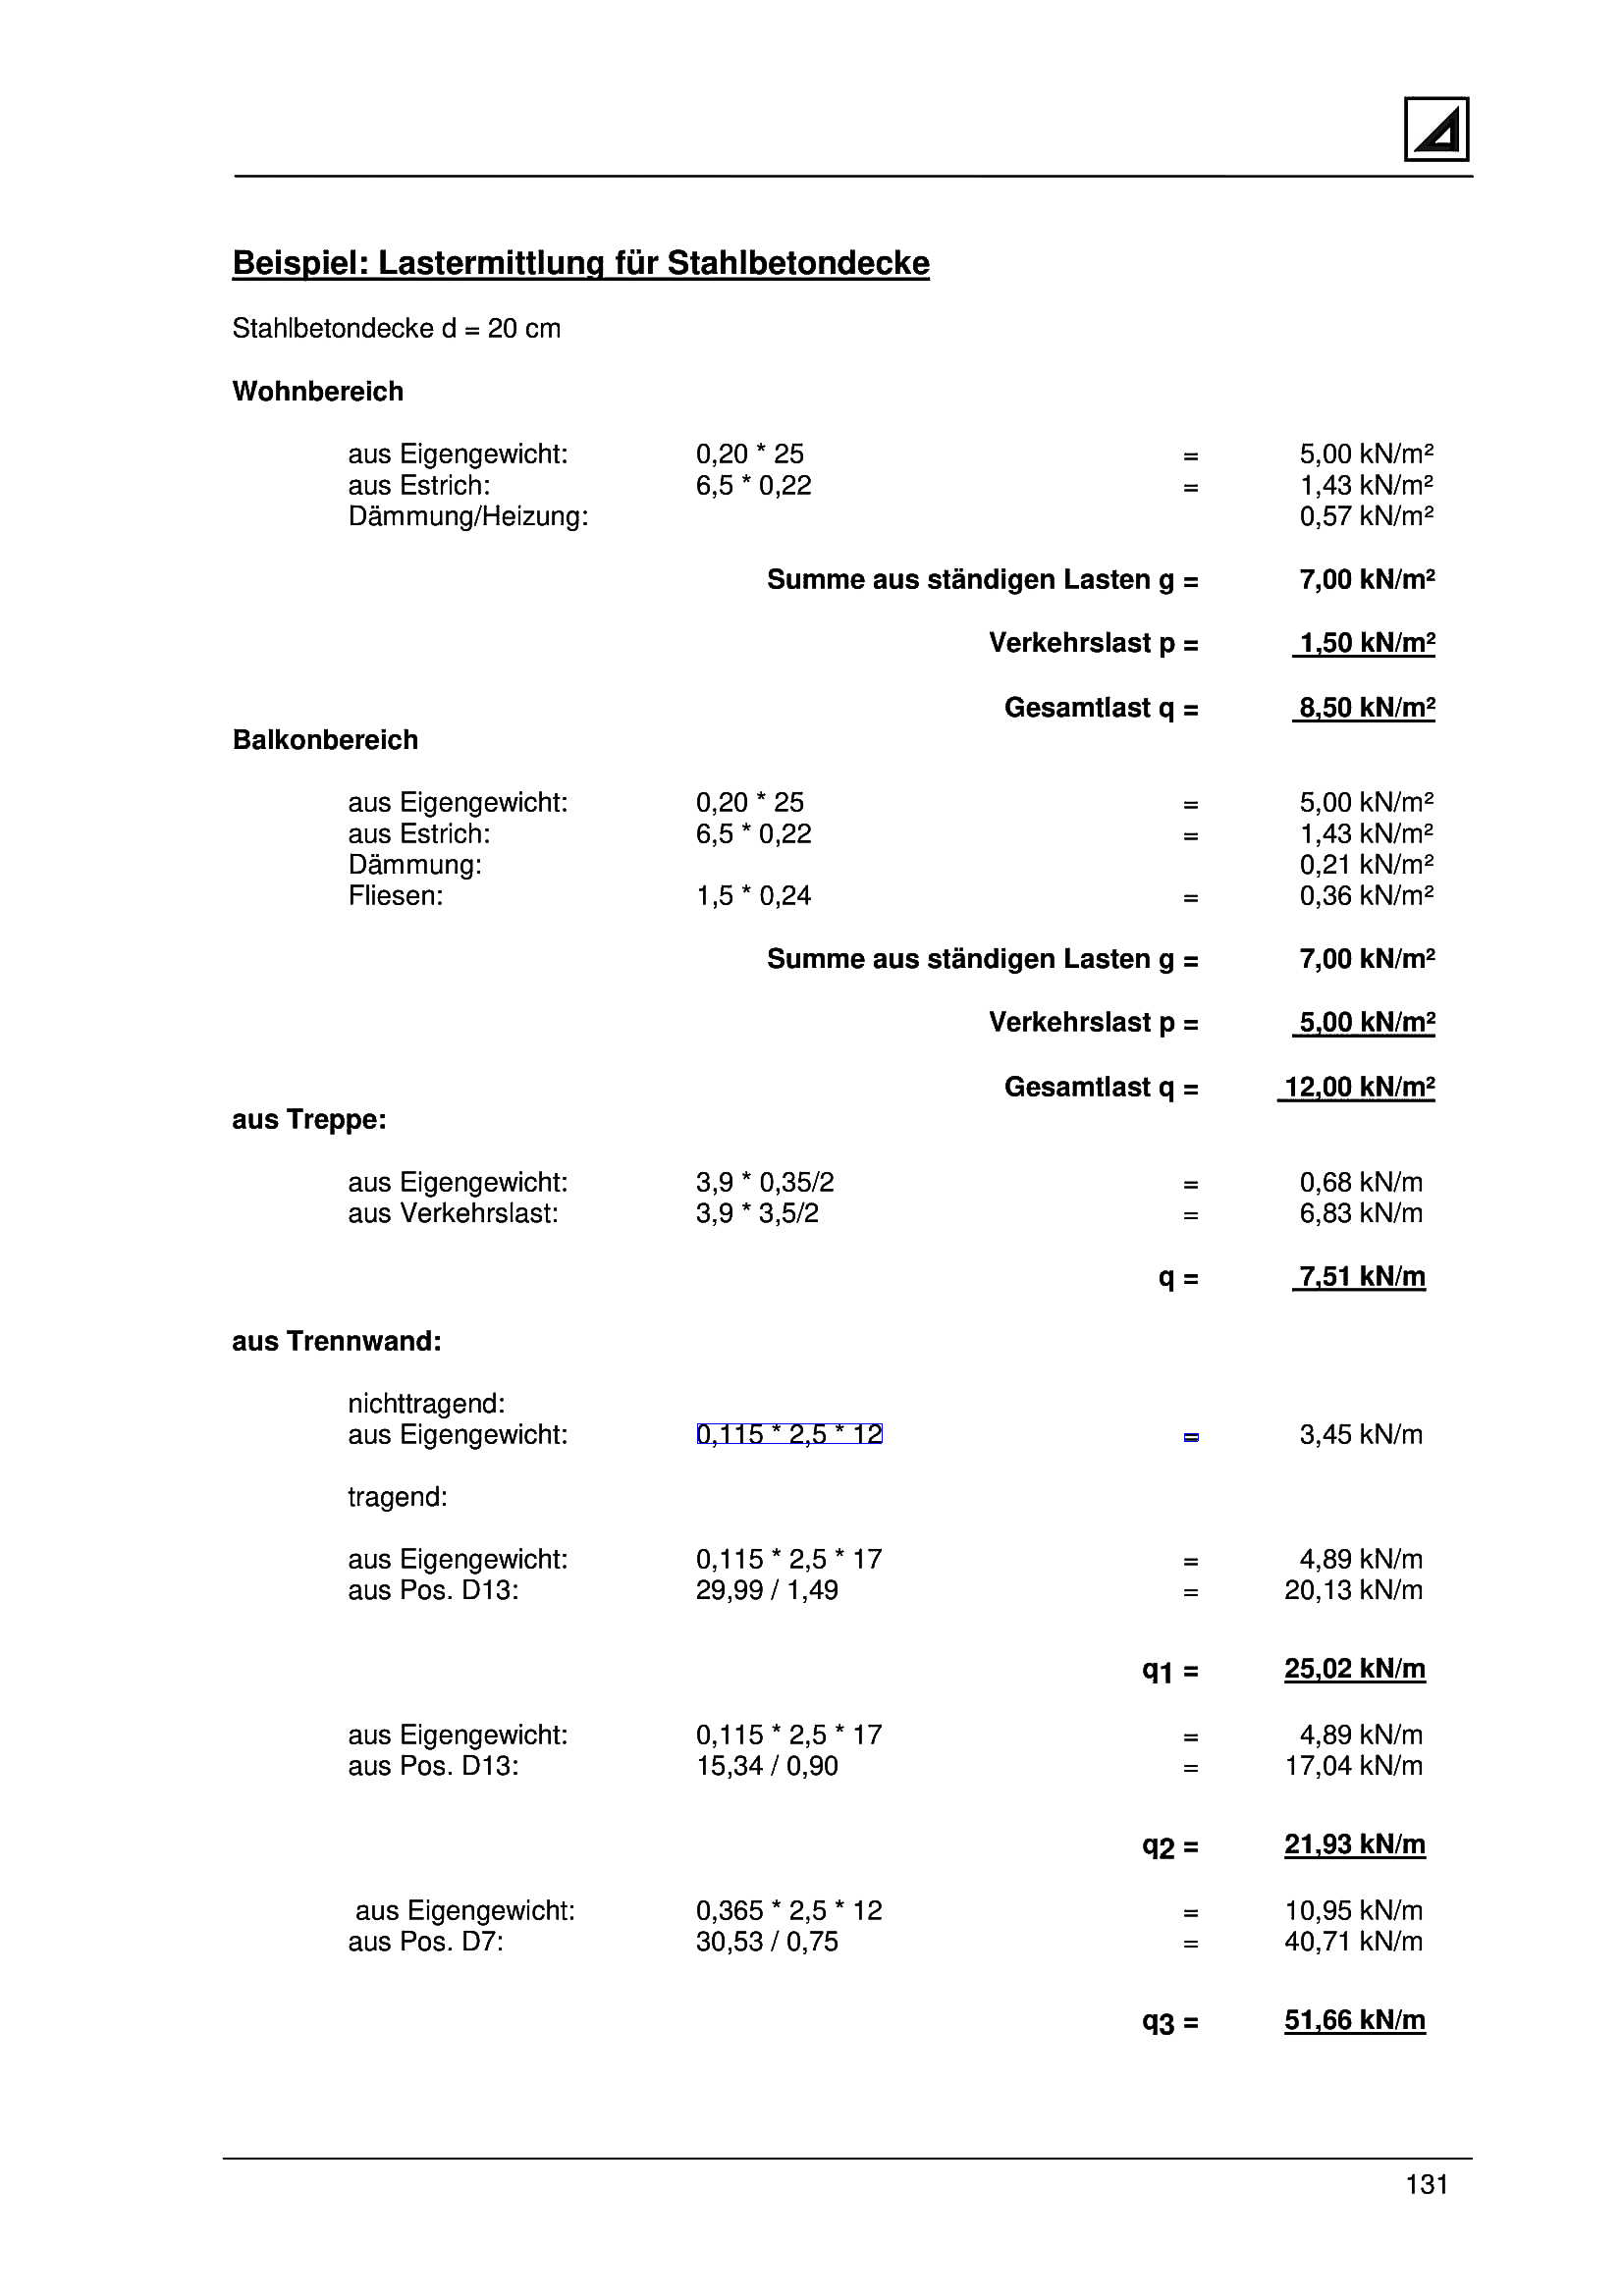 Beispiel: Lastermittlung für Stahlbetondecke
Stahlbetondecke d = 20 cm
Wohnbereich
aus Eigengewicht: 0,20 * 25 = 5,00 kN/m²
aus Estrich: 6,5 * 0,22 = 1,43 kN/m²
Dämmung/Heizung: 0,57 kN/m²
Summe aus ständigen Lasten g = 7,00 kN/m²
Verkehrslast p = 1,50 kN/m²
Gesamtlast q = 8,50 kN/m²
Balkonbereich
aus Eigengewicht: 0,20 * 25 = 5,00 kN/m²
aus Estrich: 6,5 * 0,22 = 1,43 kN/m²
Dämmung: 0,21 kN/m²
Fliesen: 1,5 * 0,24 = 0,36 kN/m²
Summe aus ständigen Lasten g = 7,00 kN/m²
Verkehrslast p = 5,00 kN/m²
Gesamtlast q = 12,00 kN/m²
aus Treppe:
aus Eigengewicht: 3,9 * 0,35/2 = 0,68 kN/m
aus Verkehrslast: 3,9 * 3,5/2 = 6,83 kN/m
q = 7,51 kN/m
aus Trennwand:
nichttragend:
aus Eigengewicht: 0,115 * 2,5 * 12 = 3,45 kN/m
tragend:
aus Eigengewicht: 0,115 * 2,5 * 17 = 4,89 kN/m
aus Pos. D13: 29,99 / 1,49 = 20,13 kN/m
q1 = 25,02 kN/m
aus Eigengewicht: 0,115 * 2,5 * 17 = 4,89 kN/m
aus Pos. D13: 15,34 / 0,90 = 17,04 kN/m
q2 = 21,93 kN/m
aus Eigengewicht: 0,365 * 2,5 * 12 = 10,95 kN/m
aus Pos. D7: 30,53 / 0,75 = 40,71 kN/m
q3 = 51,66 kN/m
131